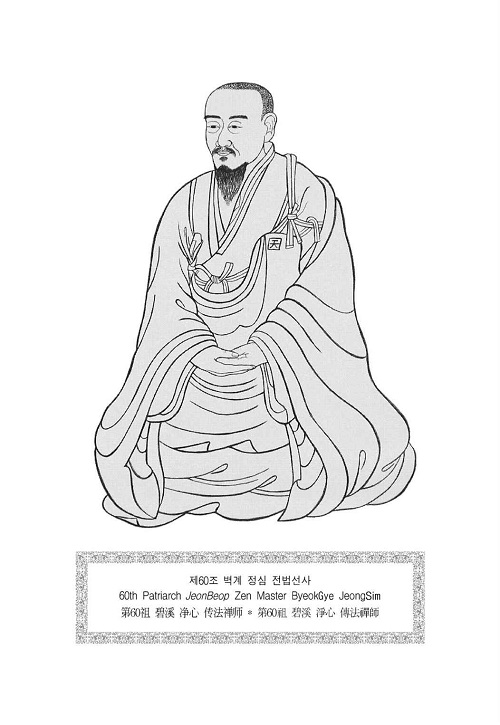 天
제60조 벽계 정심 전법선사
60th Patriarch JeonBeop Zen Master ByeokGye JeongSim
第60祖 碧溪 净心 传法禅师 * 第60祖 碧溪 淨心 傳法禪師